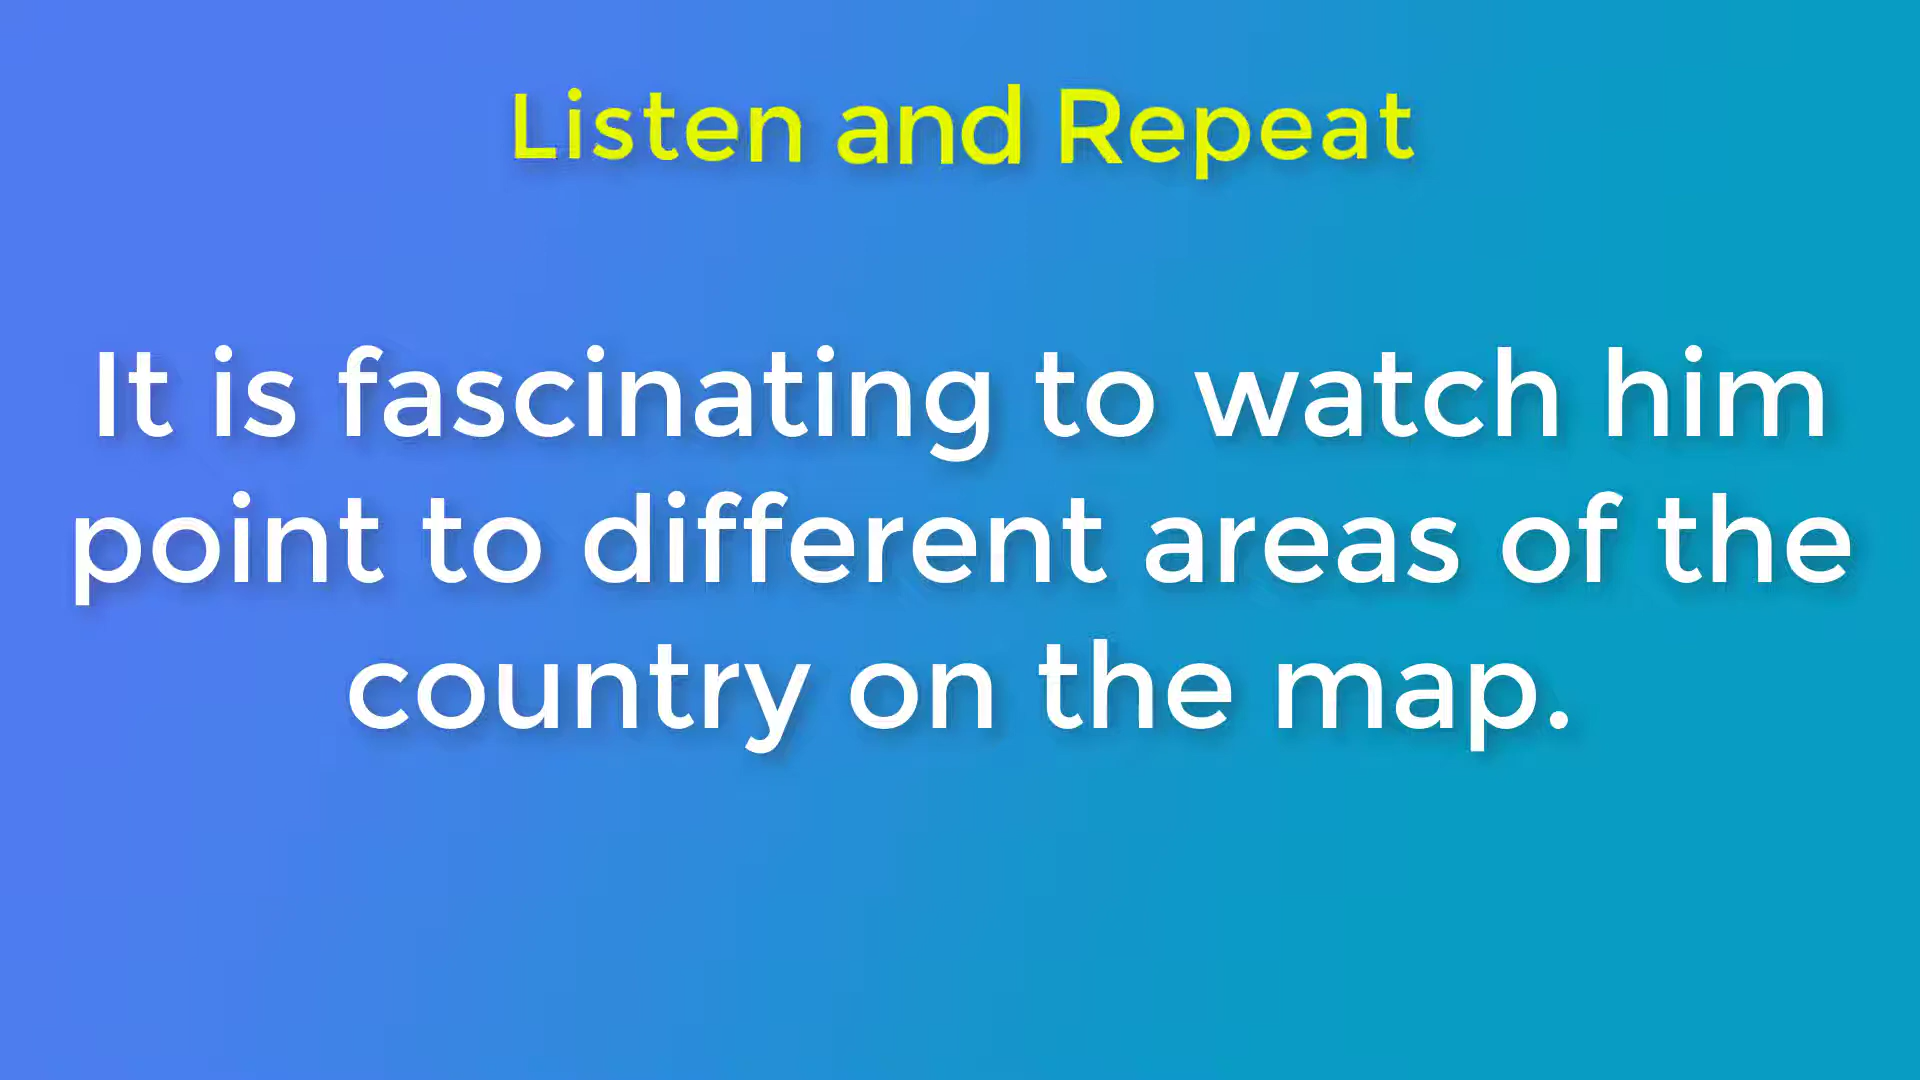 Listen and Repeat
It is fascinating to watch him
point to different areas of the
country on the map.